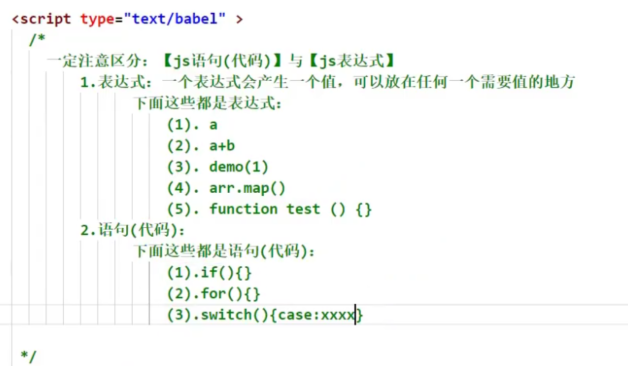 <script type="text/babel" >
/*
一定注意区分：【js语句(代码)】与【js表达式】
1.表达式：一个表达式会产生一个值，可以放在任何一个需要值的地方
下面这些都是表达式：
(1). a
(2). a+b
(3). demo(1)
(4). arr.map()
(5). function test () {}
2.语句(代码)：
下面这些都是语句(代码)：
(1).if(){}
(2).for(){}
(3).switch(){case:xxxx}
*/